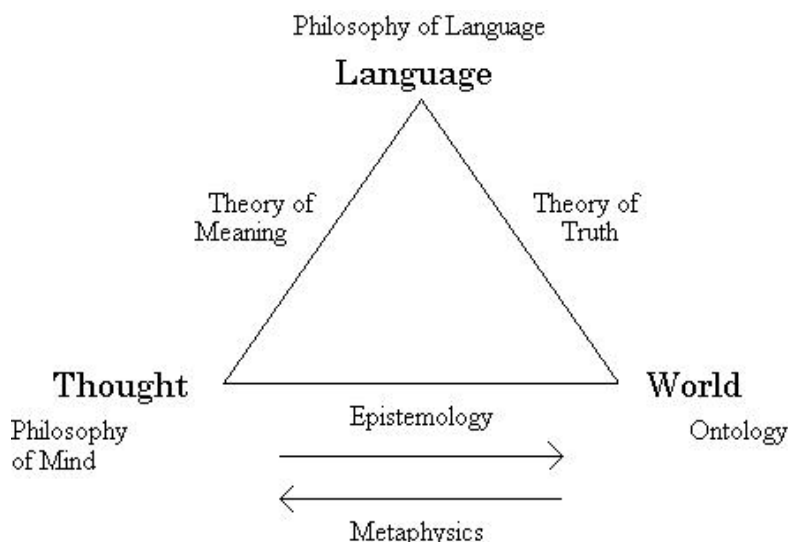 Philosophy of Language
Language
Theory of
Meaning
Theory of
Truth
Thought
World
Philosophy
of Mind
Epistemology
Ontology
Metaphysics